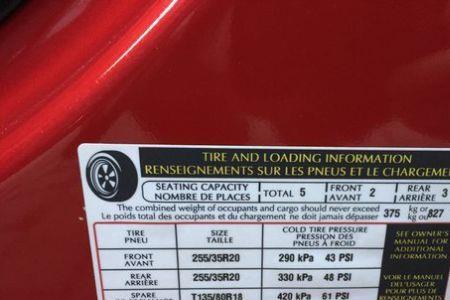 TIRE AND LOADING INFORMATION
RENSEIGNEMENTS SUR LES PNEUS ET LE CHARGEME
SEATING CAPACITY
NOMBRE DE PLACES
TOTAL 5
FRONT
AVANT 2
REAR
ARRIÈRE 3
The combined weight of occupants and cargo should never exceed
Le poids total des occupants et du chargement ne doit jamais dépasser
375 kg or
kg ou 827
TIRE
PNEU
SIZE
TAILLE
COLD TIRE PRESSURE
PRESSION DES
PNEUS À FROID
FRONT
AVANT
255/35R20
290 kPa 43 PSI
REAR
ARRIÈRE
255/35R20
330 kPa 48 PSI
SPARE
T135/80R18
420 kPa 61 PSI
SEE OWNER'S
MANUAL FOR
ADDITIONAL
INFORMATION
VOIR LE MANUEL
DE L'USAGER
POUR PLUS DE
RENSEIGNEMENTS